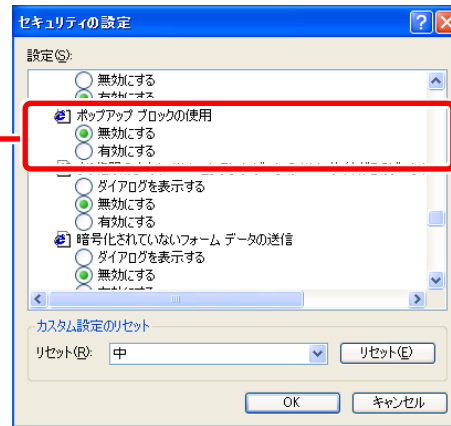 セキュリティの設定
設定(S):
無効にする
有効にする
ポップアップ ブロックの使用
無効にする
有効にする
ダイアログを表示する
無効にする
有効にする
暗号化されていないフォーム データの送信
ダイアログを表示する
無効にする
カスタム設定のリセット
リセット(R):
中
リセット(E)
OK
キャンセル